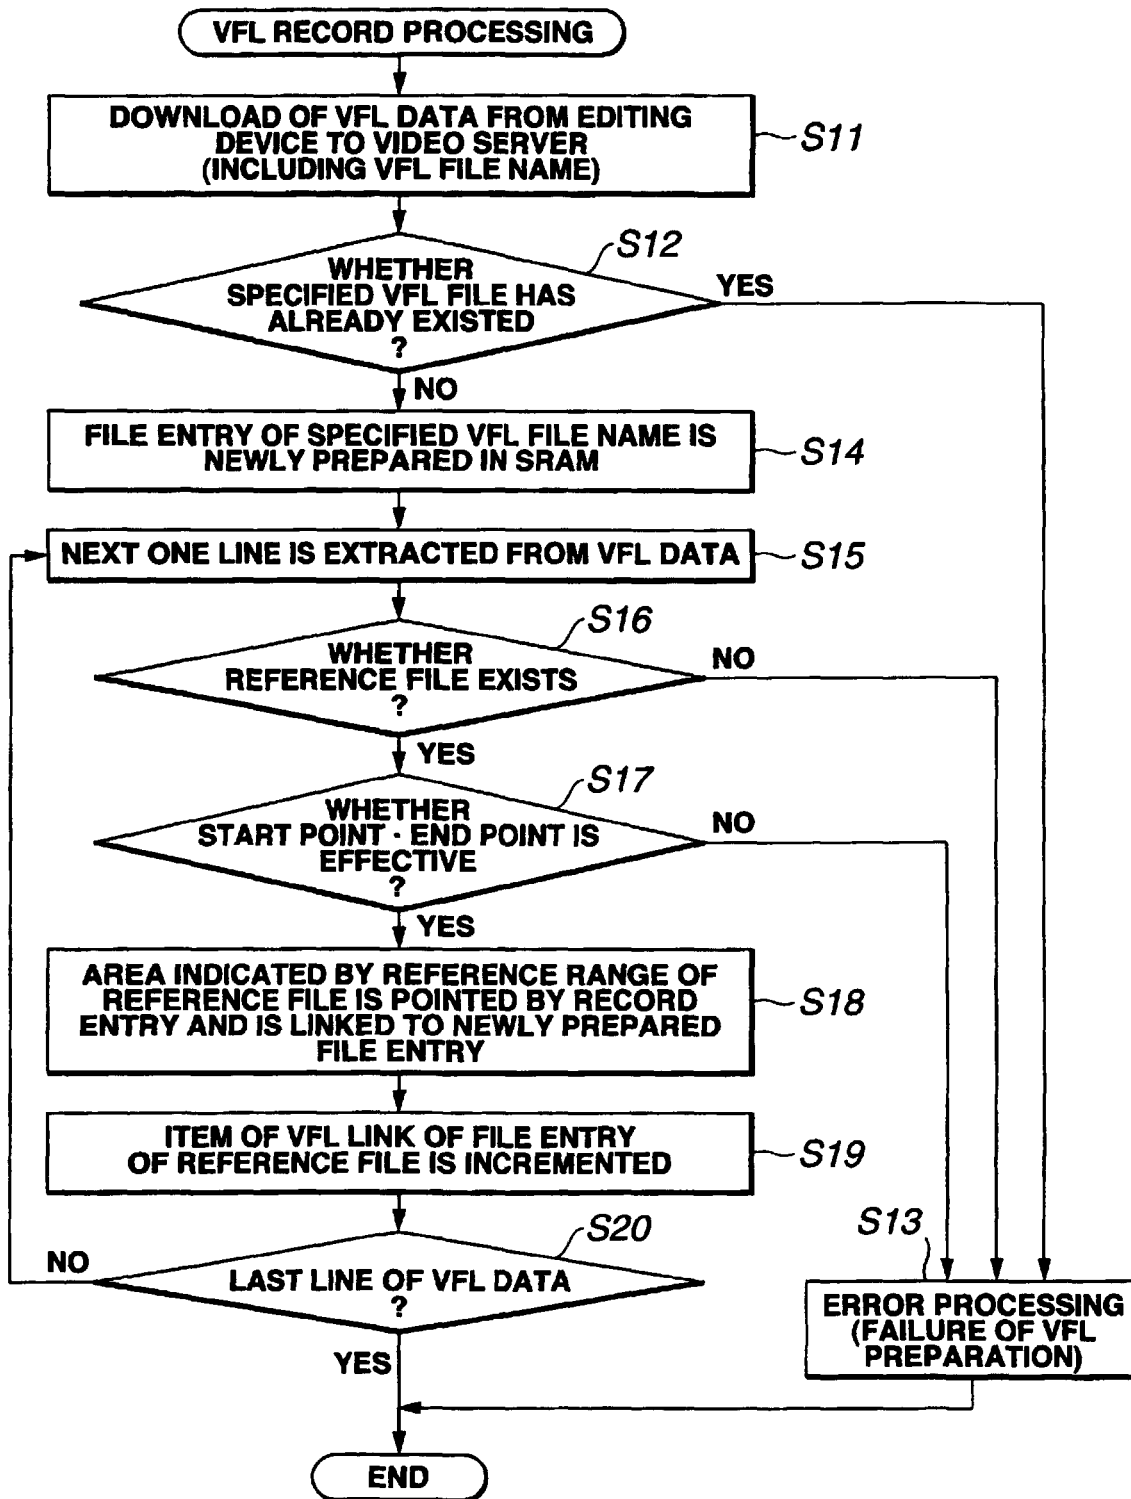 VFL RECORD PROCESSING
DOWNLOAD OF VFL DATA FROM EDITING
DEVICE TO VIDEO SERVER
(INCLUDING VFL FILE NAME)
S11
S12
WHETHER
SPECIFIED VFL FILE HAS
ALREADY EXISTED
?
YES
NO
FILE ENTRY OF SPECIFIED VFL FILE NAME IS
NEWLY PREPARED IN SRAM
S14
NEXT ONE LINE IS EXTRACTED FROM VFL DATA
S15
S16
WHETHER
REFERENCE FILE EXISTS
?
NO
YES
S17
WHETHER
START POINT · END POINT IS
EFFECTIVE
?
NO
YES
AREA INDICATED BY REFERENCE RANGE OF
REFERENCE FILE IS POINTED BY RECORD
ENTRY AND IS LINKED TO NEWLY PREPARED
FILE ENTRY
S18
ITEM OF VFL LINK OF FILE ENTRY
OF REFERENCE FILE IS INCREMENTED
S19
S20
LAST LINE OF VFL DATA
?
NO
YES
S13
ERROR PROCESSING
(FAILURE OF VFL
PREPARATION)
END